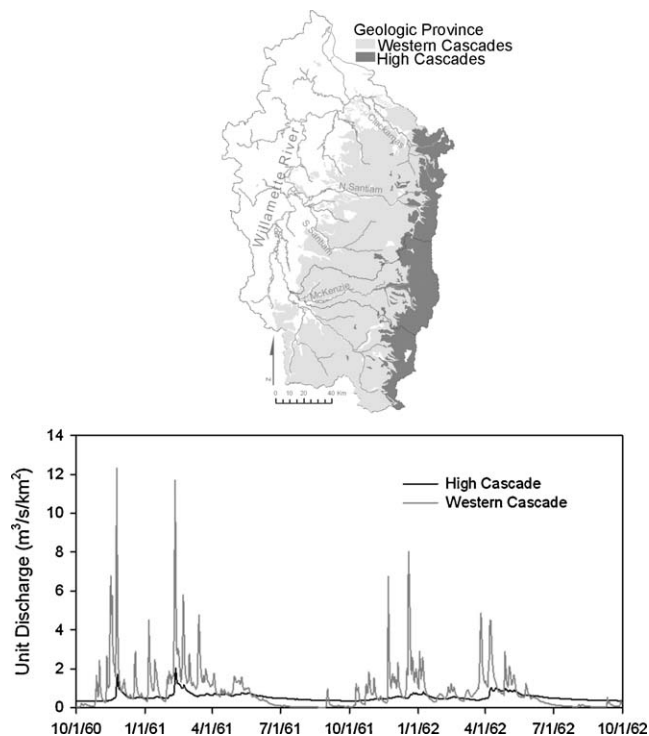 Geologic Province
Western Cascades
High Cascades
Clackamas
Willamette River
N.Santiam
S.Santiam
McKenzie
N
0 10 20 40 Km
14
12
10
8
6
4
2
0
Unit Discharge (m³/s/km²)
High Cascade
Western Cascade
10/1/60
1/1/61
4/1/61
7/1/61
10/1/61
1/1/62
4/1/62
7/1/62
10/1/62